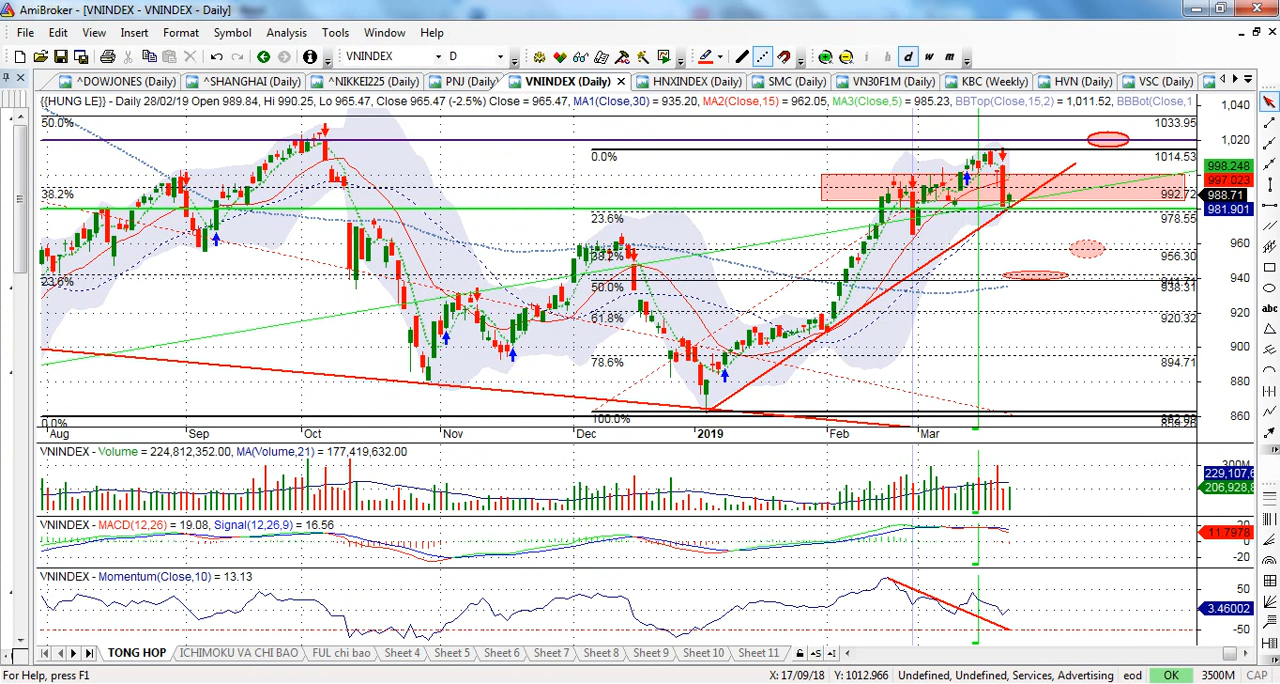 AmiBroker - [VNINDEX - VNINDEX - Daily]
File Edit View Insert Format Symbol Analysis Tools Window Help
VNINDEX D i h d w m
^DOWJONES (Daily) ^SHANGHAI (Daily) ^NIKKEI225 (Daily) PNJ (Daily) VNINDEX (Daily) HNXINDEX (Daily) SMC (Daily) VN30F1M (Daily) KBC (Weekly) HVN (Daily) VSC (Daily)
{{HUNG LE}} - Daily 28/02/19 Open 989.84, Hi 990.25, Lo 965.47, Close 965.47 (-2.5%) Close = 965.47, MA1(Close,30) = 935.20, MA2(Close,15) = 962.05, MA3(Close,5) = 985.23, BBTop(Close,15,2) = 1,011.52, BBBot(Close,1
1,040
50.0% 1033.95
1,020
0.0% 1014.53
998.248
997.023
38.2% 992.72 988.71
981.901
23.6% 978.55
960
38.2% 956.30
23.6% 940
50.0% 938.31
920
61.8% 920.32
900
78.6% 894.71
880
100.0% 860
0.0%
Aug Sep Oct Nov Dec 2019 Feb Mar
VNINDEX - Volume = 224,812,352.00, MA(Volume,21) = 177,419,632.00
300M
229,107,6
206,928,8
VNINDEX - MACD(12,26) = 19.08, Signal(12,26,9) = 16.56
20
11.7978
0
-20
VNINDEX - Momentum(Close,10) = 13.13
50
3.46002
-50
TONG HOP ICHIMOKU VA CHI BAO FUL chi bao Sheet 4 Sheet 5 Sheet 6 Sheet 7 Sheet 8 Sheet 9 Sheet 10 Sheet 11
For Help, press F1 X: 17/09/18 Y: 1012.966 Undefined, Undefined, Services, Advertising eod OK 3500M CAP
abc